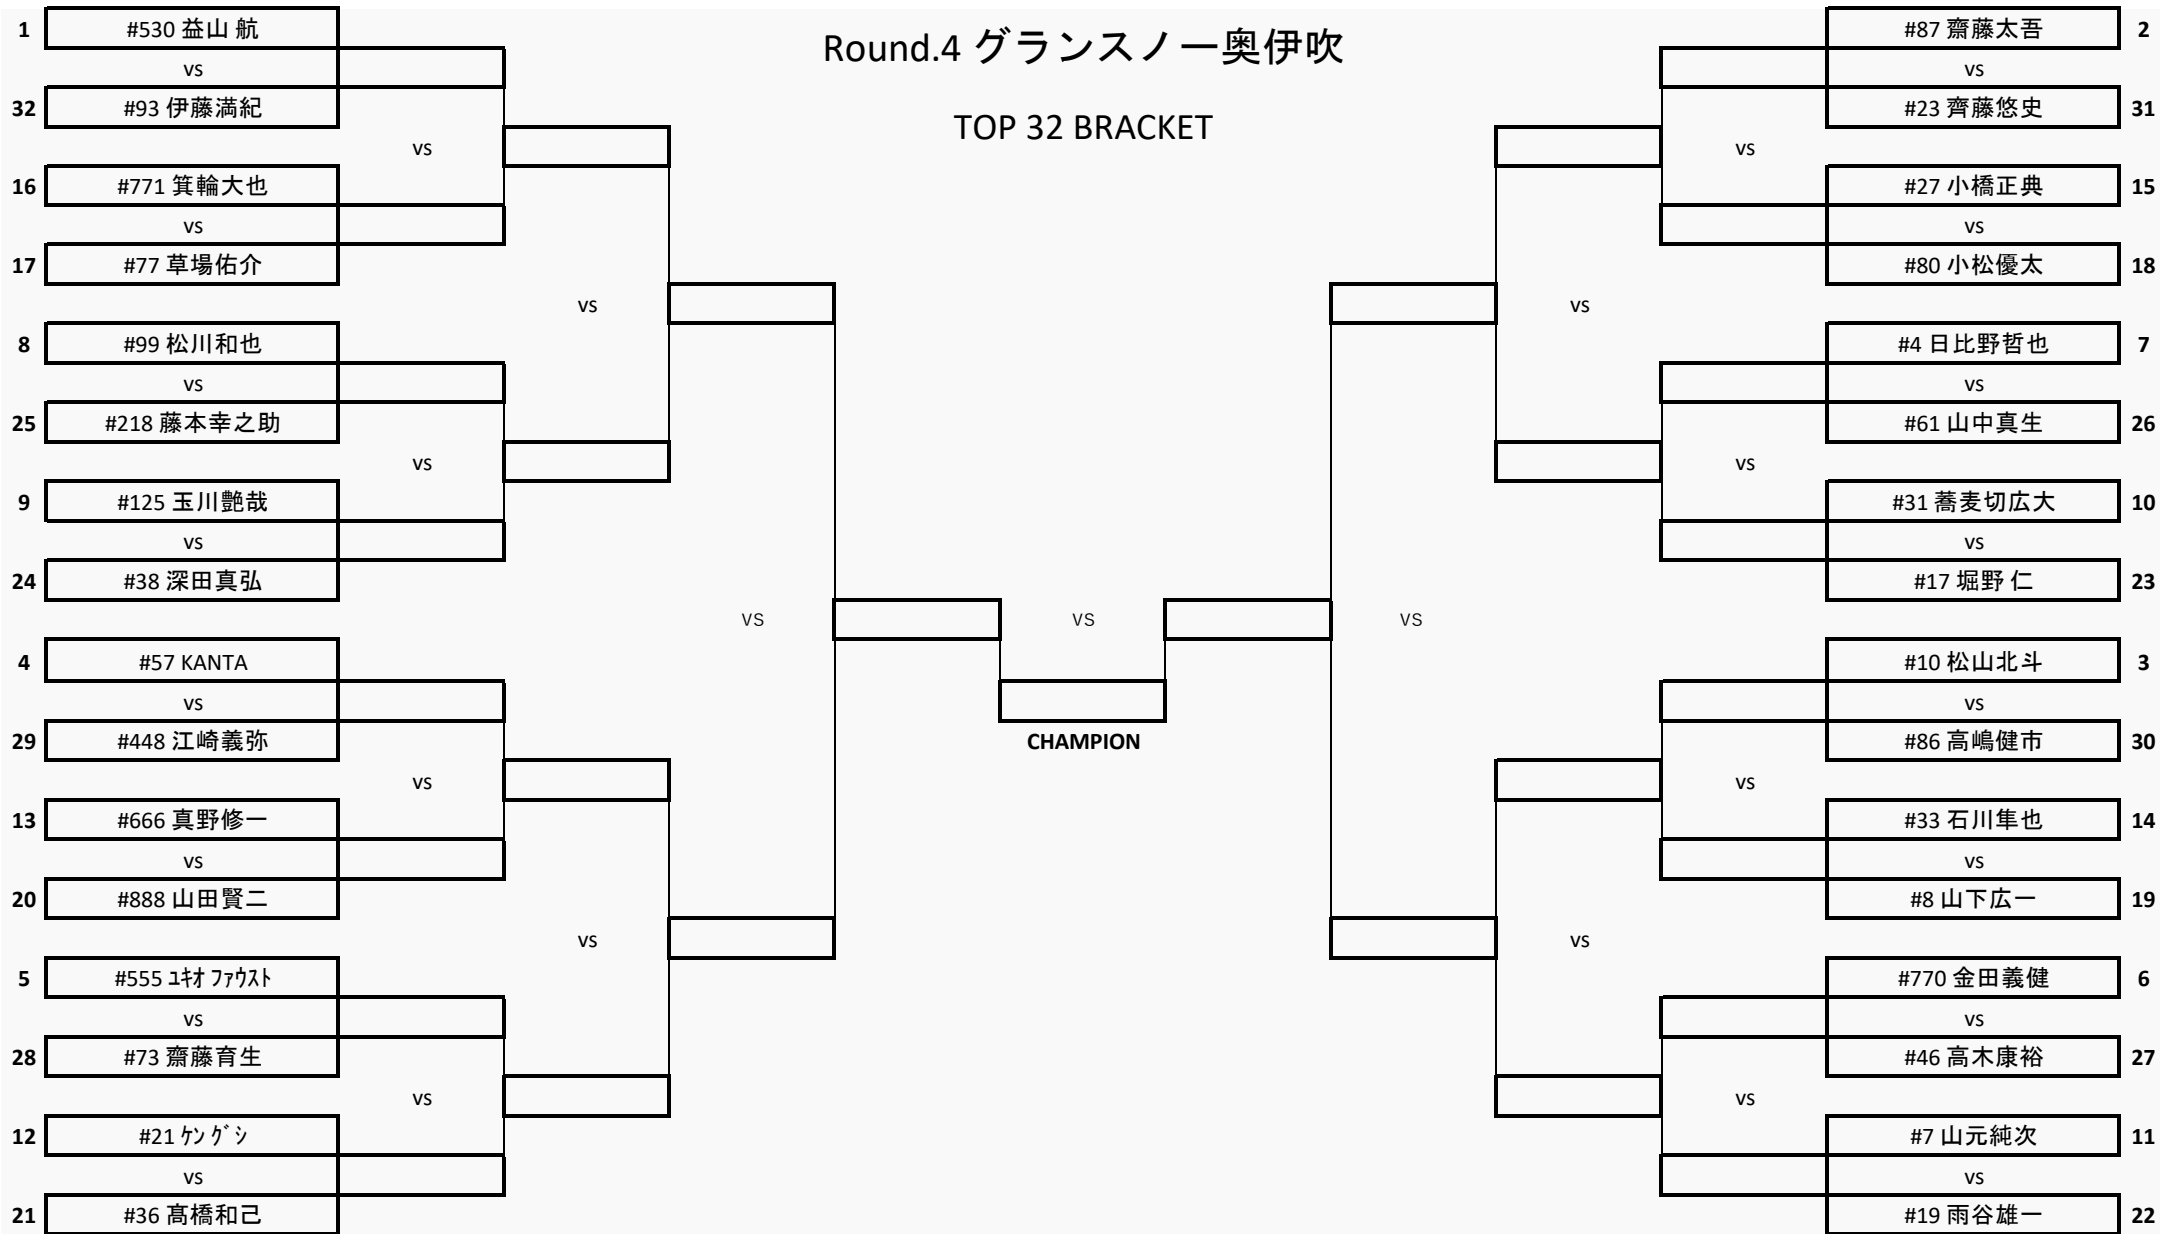 Round.4 グランスノー奥伊吹
TOP 32 BRACKET
1 #530 益山 航
vs
32 #93 伊藤満紀
vs
16 #771 箕輪大也
vs
17 #77 草場佑介
vs
8 #99 松川和也
vs
25 #218 藤本幸之助
vs
9 #125 玉川艶哉
vs
24 #38 深田真弘
vs
4 #57 KANTA
vs
29 #448 江崎義弥
vs
13 #666 真野修一
vs
20 #888 山田賢二
vs
5 #555 ﾕｷｵ ﾌｧｳｽﾄ
vs
28 #73 齋藤育生
vs
12 #21 ｹﾝ ｸﾞｼ
vs
21 #36 髙橋和己
vs
CHAMPION
vs
#87 齋藤太吾 2
vs
#23 齊藤悠史 31
vs
#27 小橋正典 15
vs
#80 小松優太 18
vs
#4 日比野哲也 7
vs
#61 山中真生 26
vs
#31 蕎麦切広大 10
vs
#17 堀野 仁 23
#10 松山北斗 3
vs
#86 高嶋健市 30
vs
#33 石川隼也 14
vs
#8 山下広一 19
vs
#770 金田義健 6
vs
#46 高木康裕 27
vs
#7 山元純次 11
vs
#19 雨谷雄一 22